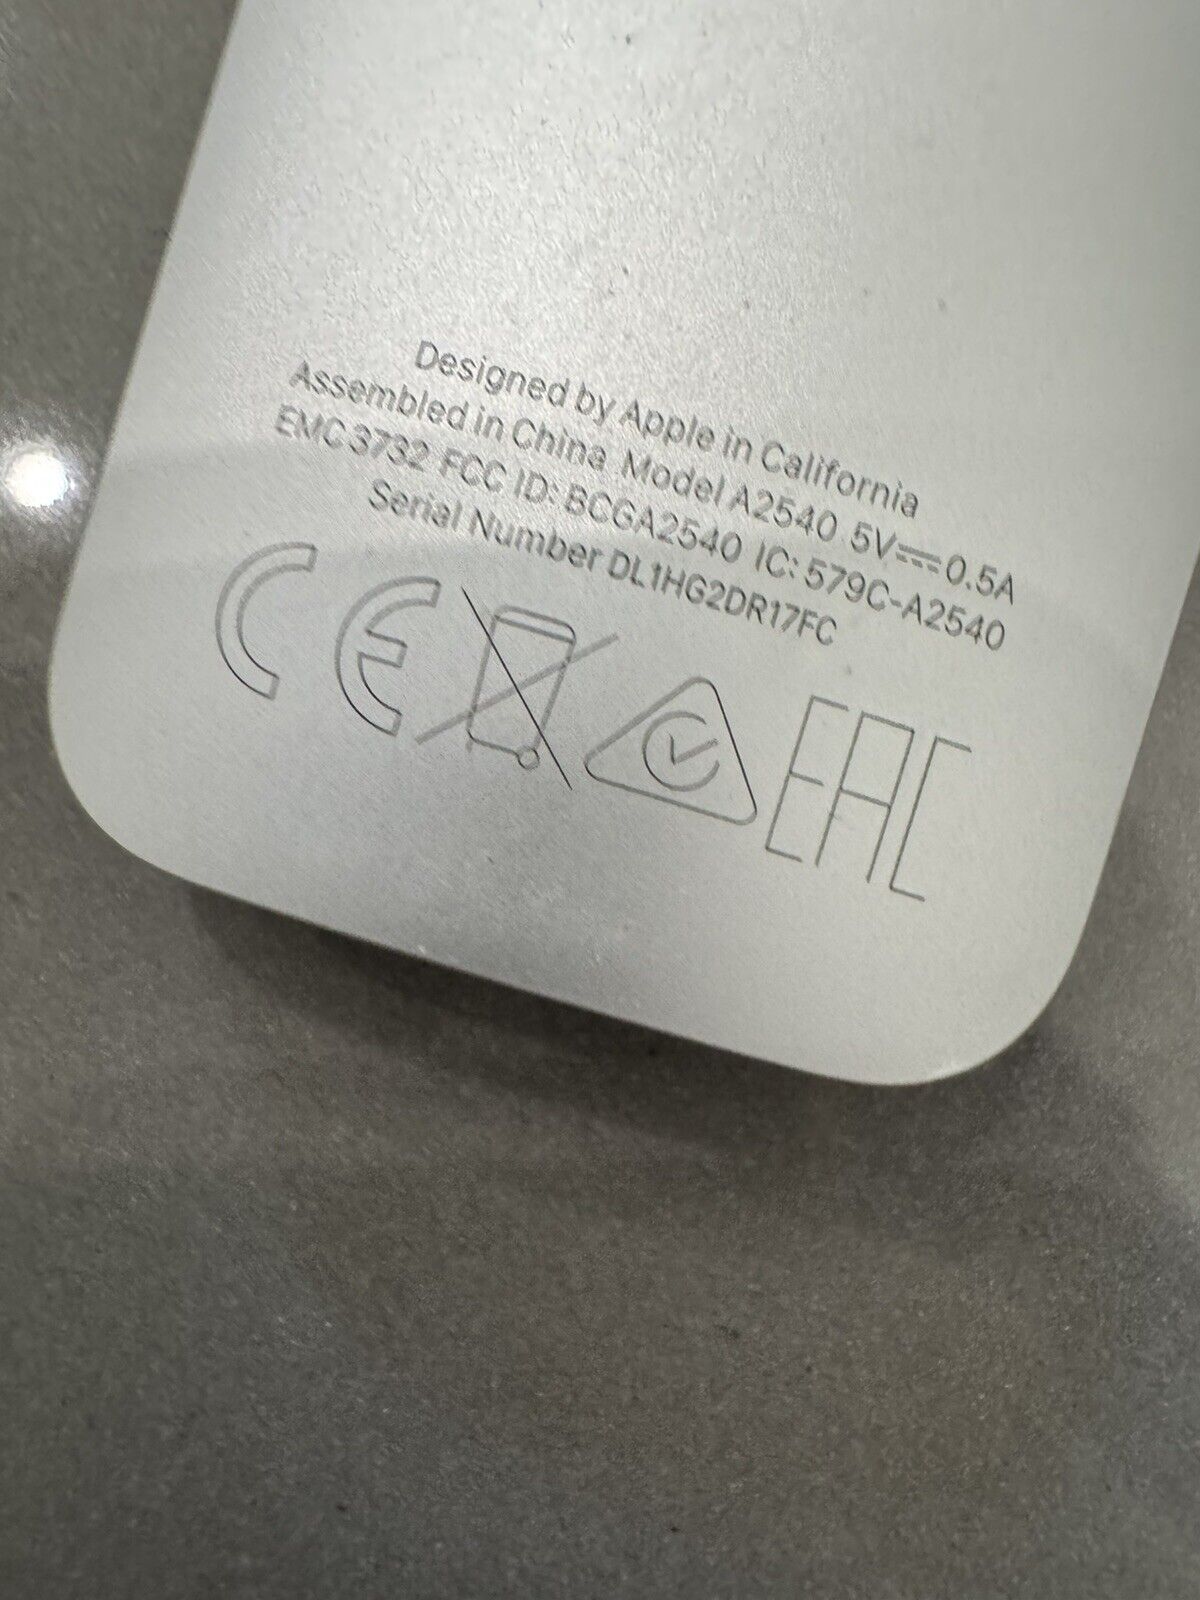 Designed by Apple in California
Assembled in China Model A2540 5V⎓0.5A
EMC 3732 FCC ID: BCGA2540 IC: 579C-A2540
Serial Number DL1HG2DR17FC
CE EAC